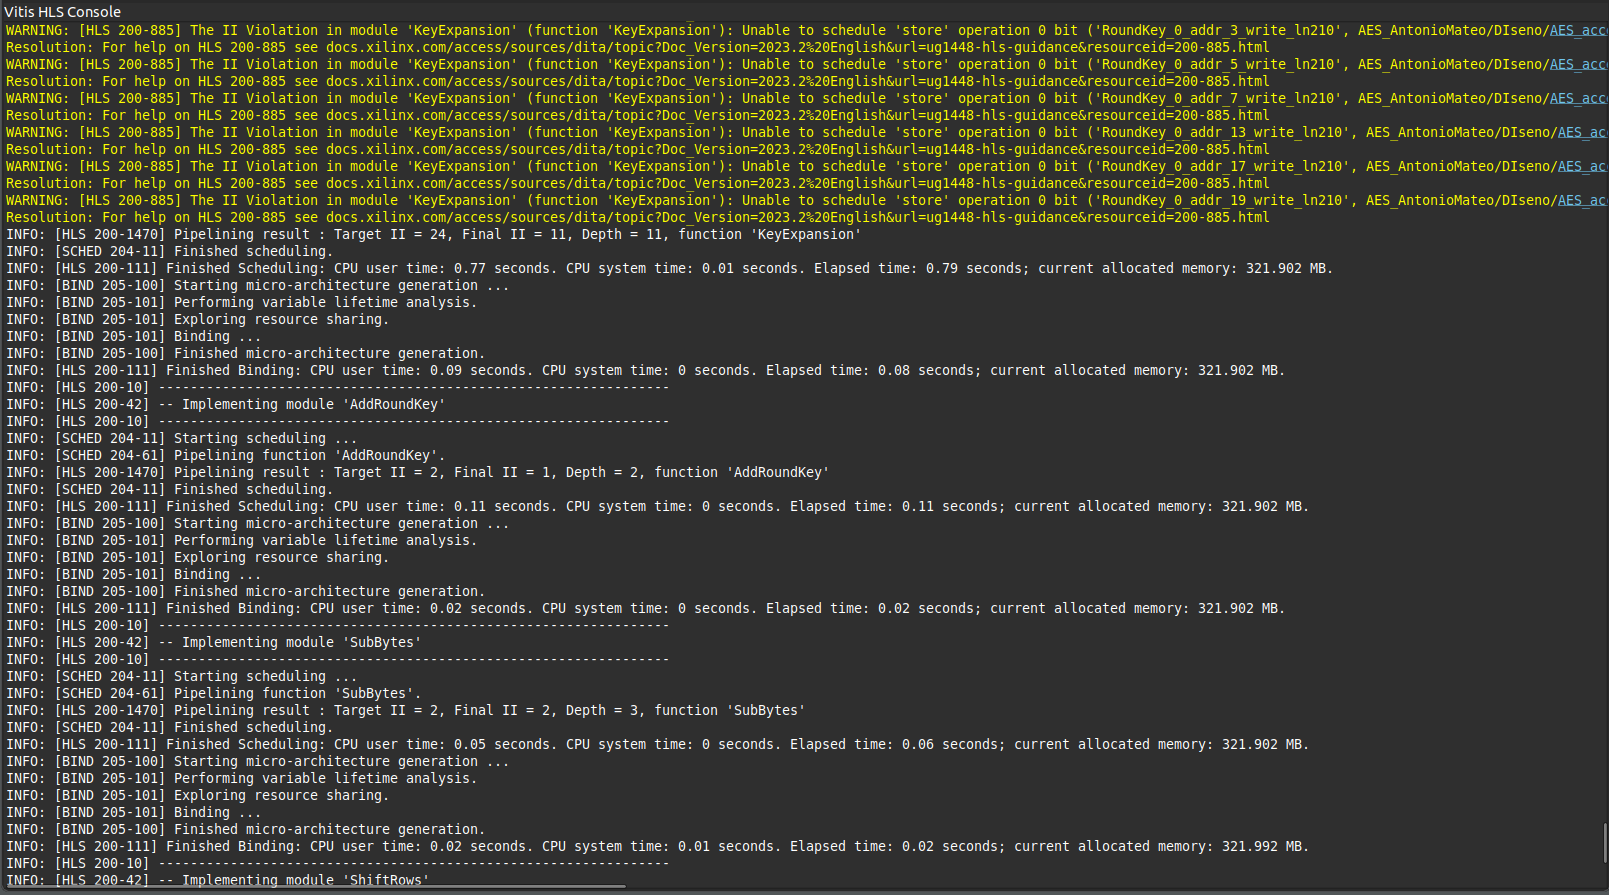 Vitis HLS Console
WARNING: [HLS 200-885] The II Violation in module 'KeyExpansion' (function 'KeyExpansion'): Unable to schedule 'store' operation 0 bit ('RoundKey_0_addr_3_write_ln210', AES_AntonioMateo/DIseno/AES_acc
Resolution: For help on HLS 200-885 see docs.xilinx.com/access/sources/dita/topic?Doc_Version=2023.2%20English&url=ug1448-hls-guidance&resourceid=200-885.html
WARNING: [HLS 200-885] The II Violation in module 'KeyExpansion' (function 'KeyExpansion'): Unable to schedule 'store' operation 0 bit ('RoundKey_0_addr_5_write_ln210', AES_AntonioMateo/DIseno/AES_acc
Resolution: For help on HLS 200-885 see docs.xilinx.com/access/sources/dita/topic?Doc_Version=2023.2%20English&url=ug1448-hls-guidance&resourceid=200-885.html
WARNING: [HLS 200-885] The II Violation in module 'KeyExpansion' (function 'KeyExpansion'): Unable to schedule 'store' operation 0 bit ('RoundKey_0_addr_7_write_ln210', AES_AntonioMateo/DIseno/AES_acc
Resolution: For help on HLS 200-885 see docs.xilinx.com/access/sources/dita/topic?Doc_Version=2023.2%20English&url=ug1448-hls-guidance&resourceid=200-885.html
WARNING: [HLS 200-885] The II Violation in module 'KeyExpansion' (function 'KeyExpansion'): Unable to schedule 'store' operation 0 bit ('RoundKey_0_addr_13_write_ln210', AES_AntonioMateo/DIseno/AES_ac
Resolution: For help on HLS 200-885 see docs.xilinx.com/access/sources/dita/topic?Doc_Version=2023.2%20English&url=ug1448-hls-guidance&resourceid=200-885.html
WARNING: [HLS 200-885] The II Violation in module 'KeyExpansion' (function 'KeyExpansion'): Unable to schedule 'store' operation 0 bit ('RoundKey_0_addr_17_write_ln210', AES_AntonioMateo/DIseno/AES_ac
Resolution: For help on HLS 200-885 see docs.xilinx.com/access/sources/dita/topic?Doc_Version=2023.2%20English&url=ug1448-hls-guidance&resourceid=200-885.html
WARNING: [HLS 200-885] The II Violation in module 'KeyExpansion' (function 'KeyExpansion'): Unable to schedule 'store' operation 0 bit ('RoundKey_0_addr_19_write_ln210', AES_AntonioMateo/DIseno/AES_ac
Resolution: For help on HLS 200-885 see docs.xilinx.com/access/sources/dita/topic?Doc_Version=2023.2%20English&url=ug1448-hls-guidance&resourceid=200-885.html
INFO: [HLS 200-1470] Pipelining result : Target II = 24, Final II = 11, Depth = 11, function 'KeyExpansion'
INFO: [SCHED 204-11] Finished scheduling.
INFO: [HLS 200-111] Finished Scheduling: CPU user time: 0.77 seconds. CPU system time: 0.01 seconds. Elapsed time: 0.79 seconds; current allocated memory: 321.902 MB.
INFO: [BIND 205-100] Starting micro-architecture generation ...
INFO: [BIND 205-101] Performing variable lifetime analysis.
INFO: [BIND 205-101] Exploring resource sharing.
INFO: [BIND 205-101] Binding ...
INFO: [BIND 205-100] Finished micro-architecture generation.
INFO: [HLS 200-111] Finished Binding: CPU user time: 0.09 seconds. CPU system time: 0 seconds. Elapsed time: 0.08 seconds; current allocated memory: 321.902 MB.
INFO: [HLS 200-10] ----------------------------------------------------------------
INFO: [HLS 200-42] -- Implementing module 'AddRoundKey'
INFO: [HLS 200-10] ----------------------------------------------------------------
INFO: [SCHED 204-11] Starting scheduling ...
INFO: [SCHED 204-61] Pipelining function 'AddRoundKey'.
INFO: [HLS 200-1470] Pipelining result : Target II = 2, Final II = 1, Depth = 2, function 'AddRoundKey'
INFO: [SCHED 204-11] Finished scheduling.
INFO: [HLS 200-111] Finished Scheduling: CPU user time: 0.11 seconds. CPU system time: 0 seconds. Elapsed time: 0.11 seconds; current allocated memory: 321.902 MB.
INFO: [BIND 205-100] Starting micro-architecture generation ...
INFO: [BIND 205-101] Performing variable lifetime analysis.
INFO: [BIND 205-101] Exploring resource sharing.
INFO: [BIND 205-101] Binding ...
INFO: [BIND 205-100] Finished micro-architecture generation.
INFO: [HLS 200-111] Finished Binding: CPU user time: 0.02 seconds. CPU system time: 0 seconds. Elapsed time: 0.02 seconds; current allocated memory: 321.902 MB.
INFO: [HLS 200-10] ----------------------------------------------------------------
INFO: [HLS 200-42] -- Implementing module 'SubBytes'
INFO: [HLS 200-10] ----------------------------------------------------------------
INFO: [SCHED 204-11] Starting scheduling ...
INFO: [SCHED 204-61] Pipelining function 'SubBytes'.
INFO: [HLS 200-1470] Pipelining result : Target II = 2, Final II = 2, Depth = 3, function 'SubBytes'
INFO: [SCHED 204-11] Finished scheduling.
INFO: [HLS 200-111] Finished Scheduling: CPU user time: 0.05 seconds. CPU system time: 0 seconds. Elapsed time: 0.06 seconds; current allocated memory: 321.902 MB.
INFO: [BIND 205-100] Starting micro-architecture generation ...
INFO: [BIND 205-101] Performing variable lifetime analysis.
INFO: [BIND 205-101] Exploring resource sharing.
INFO: [BIND 205-101] Binding ...
INFO: [BIND 205-100] Finished micro-architecture generation.
INFO: [HLS 200-111] Finished Binding: CPU user time: 0.02 seconds. CPU system time: 0.01 seconds. Elapsed time: 0.02 seconds; current allocated memory: 321.992 MB.
INFO: [HLS 200-10] ----------------------------------------------------------------
INFO: [HLS 200-42] -- Implementing module 'ShiftRows'